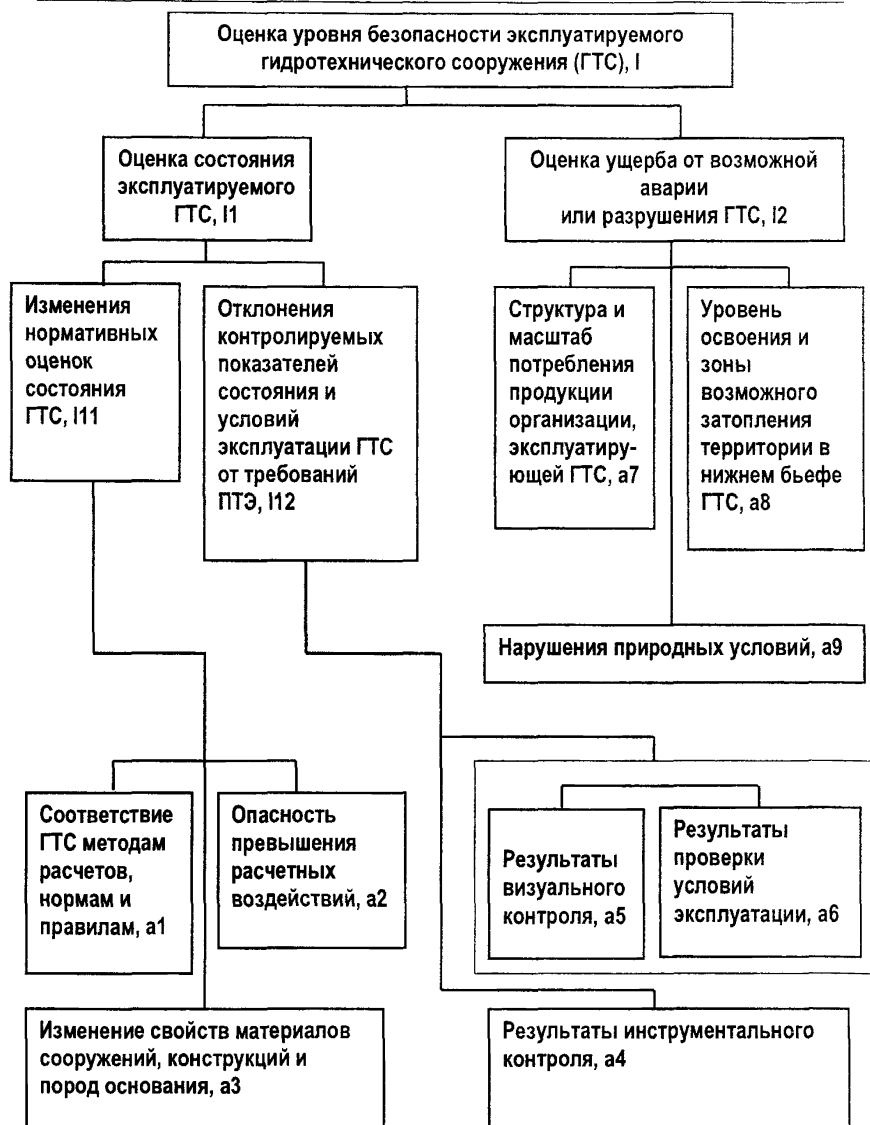 Оценка уровня безопасности эксплуатируемого
гидротехнического сооружения (ГТС), I
Оценка состояния
эксплуатируемого
ГТС, I1
Оценка ущерба от возможной
аварии
или разрушения ГТС, I2
Изменения
нормативных
оценок
состояния
ГТС, I11
Отклонения
контролируемых
показателей
состояния и
условий
эксплуатации ГТС
от требований
ПТЭ, I12
Структура и
масштаб
потребления
продукции
организации,
эксплуатирую-
ющей ГТС, а7
Уровень
освоения и
зоны
возможного
затопления
территории в
нижнем бьефе
ГТС, а8
Нарушения природных условий, а9
Соответствие
ГТС методам
расчетов,
нормам и
правилам, а1
Опасность
превышения
расчетных
воздействий, а2
Результаты
визуального
контроля, а5
Результаты
проверки
условий
эксплуатации, а6
Изменение свойств материалов
сооружений, конструкций и
пород основания, а3
Результаты инструментального
контроля, а4